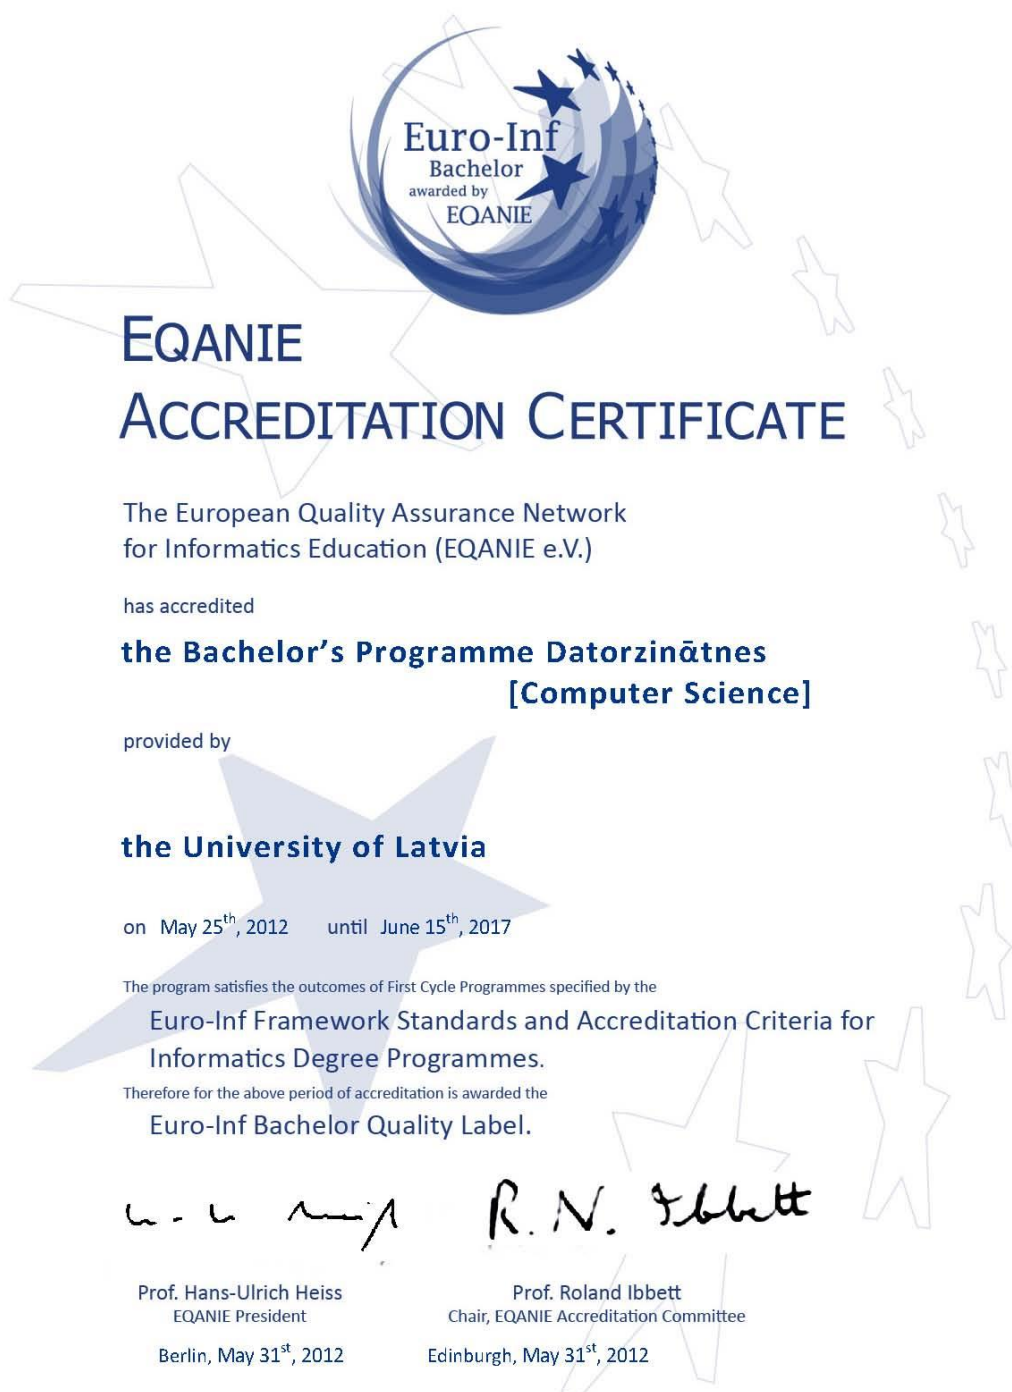 Euro-Inf
Bachelor
awarded by
EQANIE
EQANIE
ACCREDITATION CERTIFICATE
The European Quality Assurance Network
for Informatics Education (EQANIE e.V.)
has accredited
the Bachelor's Programme Datorzinātnes
[Computer Science]
provided by
the University of Latvia
on May 25th, 2012 until June 15th, 2017
The program satisfies the outcomes of First Cycle Programmes specified by the
Euro-Inf Framework Standards and Accreditation Criteria for
Informatics Degree Programmes.
Therefore for the above period of accreditation is awarded the
Euro-Inf Bachelor Quality Label.
R. N. Ibbett
Prof. Hans-Ulrich Heiss Prof. Roland Ibbett
EQANIE President Chair, EQANIE Accreditation Committee
Berlin, May 31st, 2012 Edinburgh, May 31st, 2012